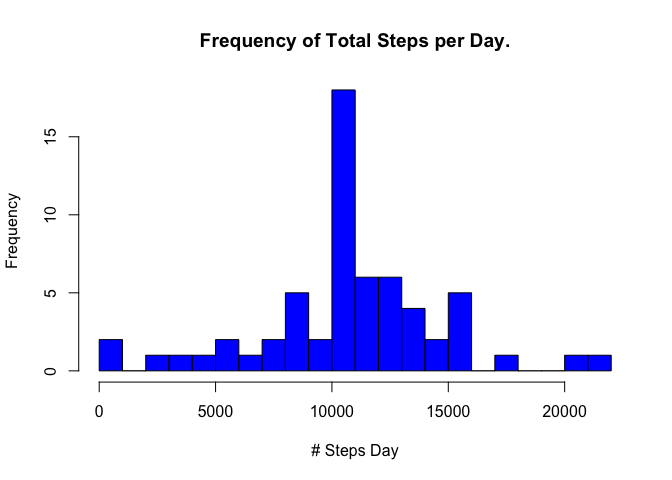 Frequency of Total Steps per Day.
Frequency
15
10
5
0
0 5000 10000 15000 20000
# Steps Day